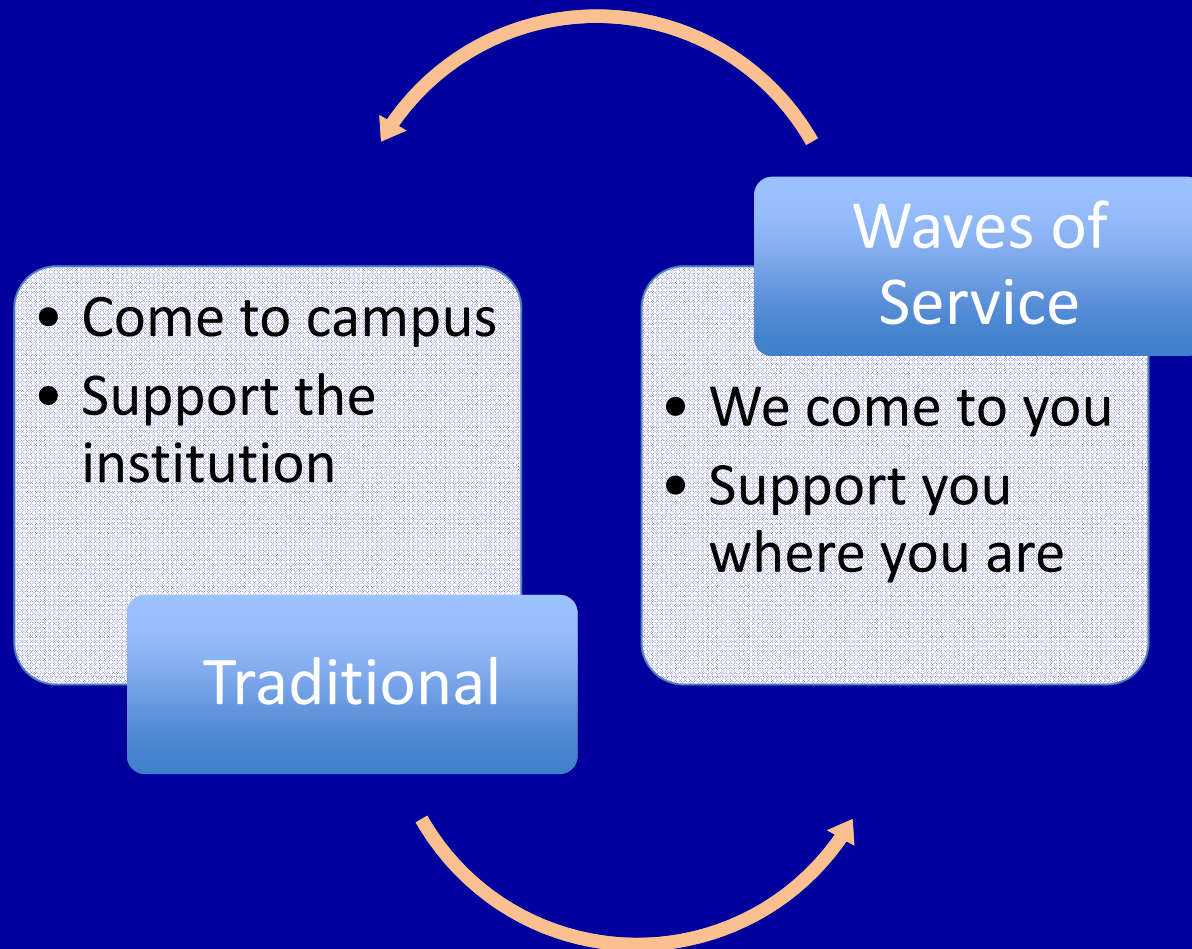 • Come to campus
• Support the
institution
Traditional
Waves of
Service
• We come to you
• Support you
where you are